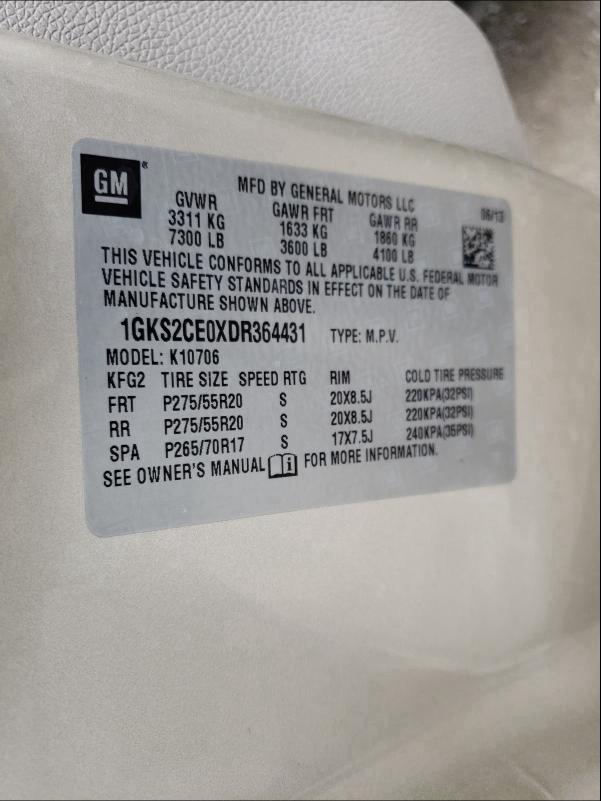 GM®
MFD BY GENERAL MOTORS LLC 06/13
GVWR GAWR FRT GAWR RR
3311 KG 1633 KG 1860 KG
7300 LB 3600 LB 4100 LB
THIS VEHICLE CONFORMS TO ALL APPLICABLE U.S. FEDERAL MOTOR
VEHICLE SAFETY STANDARDS IN EFFECT ON THE DATE OF
MANUFACTURE SHOWN ABOVE.
1GKS2CE0XDR364431 TYPE: M.P.V.
MODEL: K10706
KFG2 TIRE SIZE SPEED RTG RIM COLD TIRE PRESSURE
FRT P275/55R20 S 20X8.5J 220KPA(32PSI)
RR P275/55R20 S 20X8.5J 220KPA(32PSI)
SPA P265/70R17 S 17X7.5J 240KPA(35PSI)
SEE OWNER'S MANUAL FOR MORE INFORMATION.